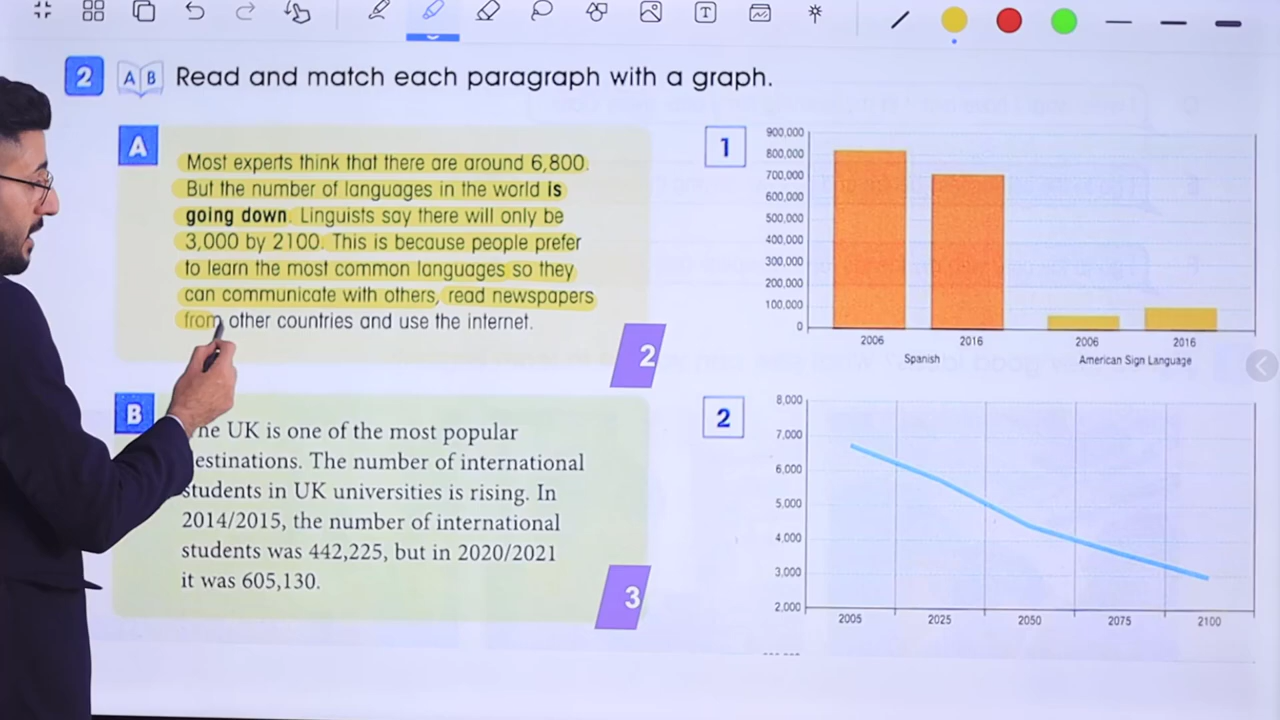 2 A B Read and match each paragraph with a graph.
A
Most experts think that there are around 6,800.
But the number of languages in the world is
going down. Linguists say there will only be
3,000 by 2100. This is because people prefer
to learn the most common languages so they
can communicate with others, read newspapers
from other countries and use the internet.
2
B
he UK is one of the most popular
estinations. The number of international
students in UK universities is rising. In
2014/2015, the number of international
students was 442,225, but in 2020/2021
it was 605,130.
3
1
900,000
800,000
700,000
600,000
500,000
400,000
300,000
200,000
100,000
0
2006 2016 2006 2016
Spanish American Sign Language
2
8,000
7,000
6,000
5,000
4,000
3,000
2,000
2005 2025 2050 2075 2100